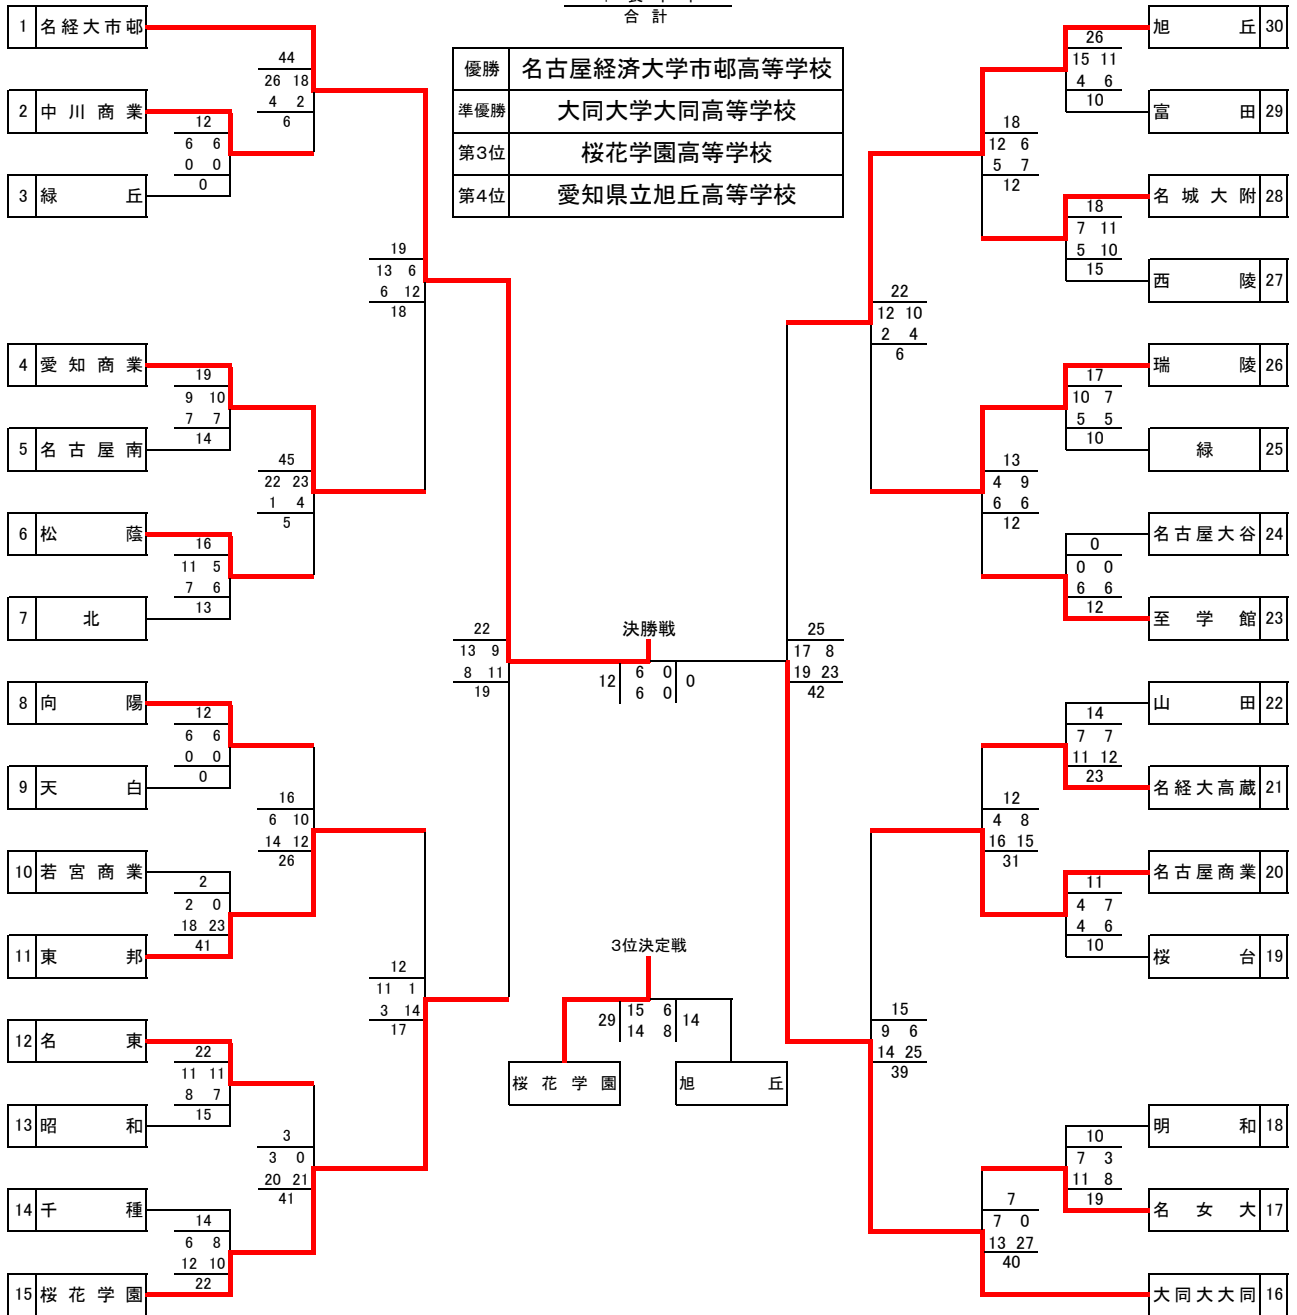 合計
優勝 名古屋経済大学市邨高等学校
準優勝 大同大学大同高等学校
第3位 桜花学園高等学校
第4位 愛知県立旭丘高等学校
1 名経大市邨
2 中川商業
3 緑丘
4 愛知商業
5 名古屋南
6 松蔭
7 北
8 向陽
9 天白
10 若宮商業
11 東邦
12 名東
13 昭和
14 千種
15 桜花学園
44
26 18
4 2
6
12
6 6
0 0
0
19
9 10
7 7
14
45
22 23
1 4
5
16
11 5
7 6
13
19
13 6
6 12
18
12
6 6
0 0
0
16
6 10
14 12
26
2
2 0
18 23
41
12
11 1
3 14
17
22
11 11
8 7
15
3
3 0
20 21
41
14
6 8
12 10
22
22
13 9
8 11
19
決勝戦
12 6 0 0
6 0
3位決定戦
29 15 6 14
14 8
桜花学園 旭丘
25
17 8
19 23
42
22
12 10
2 4
6
15
9 6
14 25
39
18
12 6
5 7
12
13
4 9
6 6
12
12
4 8
16 15
31
7
7 0
13 27
40
26
15 11
4 6
10
18
7 11
5 10
15
17
10 7
5 5
10
0
0 0
6 6
12
14
7 7
11 12
23
11
4 7
4 6
10
10
7 3
11 8
19
旭丘 30
富田 29
名城大附 28
西陵 27
瑞陵 26
緑 25
名古屋大谷 24
至学館 23
山田 22
名経大高蔵 21
名古屋商業 20
桜台 19
明和 18
名女大 17
大同大大同 16